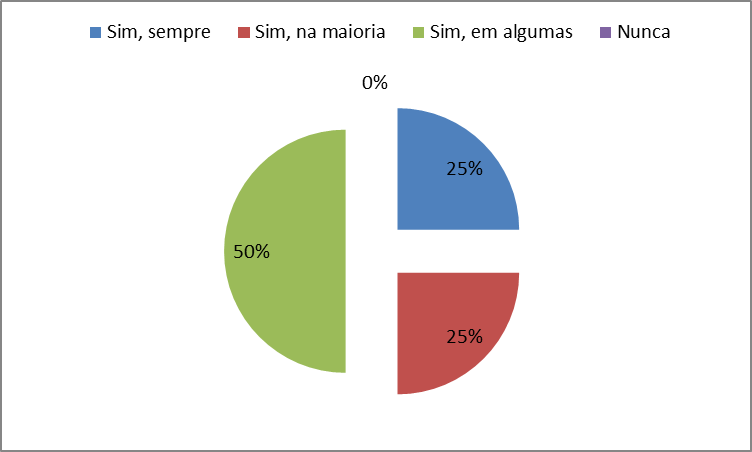 Sim, sempre Sim, na maioria Sim, em algumas Nunca
0%
25%
50%
25%